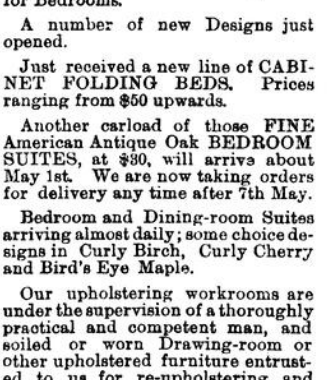 for Bedrooms.
A number of new Designs just
opened.
Just received a new line of CABI-
NET FOLDING BEDS. Prices
ranging from $50 upwards.
Another carload of those FINE
American Antique Oak BEDROOM
SUITES, at $30, will arrive about
May 1st. We are now taking orders
for delivery any time after 7th May.
Bedroom and Dining-room Suites
arriving almost daily; some choice de-
signs in Curly Birch, Curly Cherry
and Bird's Eye Maple.
Our upholstering workrooms are
under the supervision of a thoroughly
practical and competent man, and
soiled or worn Drawing-room or
other upholstered furniture entrust-
ed to us for re-upholstering and